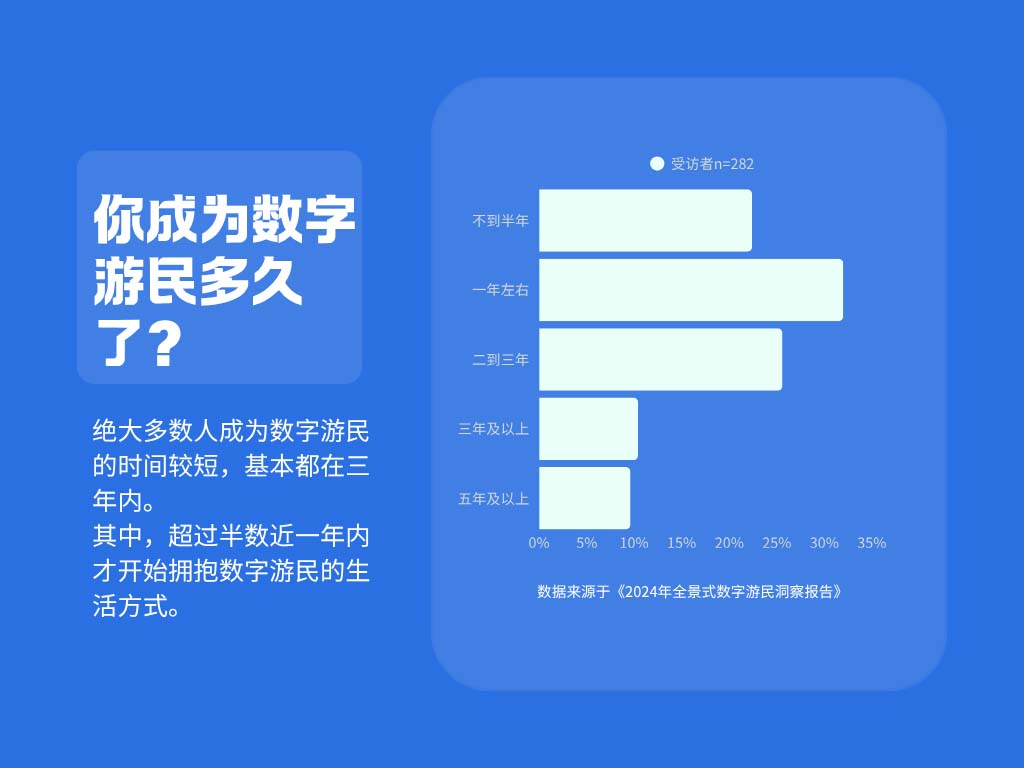 你成为数字
游民多久
了?
绝大多数人成为数字游民
的时间较短，基本都在三
年内。
其中，超过半数近一年内
才开始拥抱数字游民的生
活方式。
受访者n=282
不到半年
一年左右
二到三年
三年及以上
五年及以上
0% 5% 10% 15% 20% 25% 30% 35%
数据来源于《2024年全景式数字游民洞察报告》